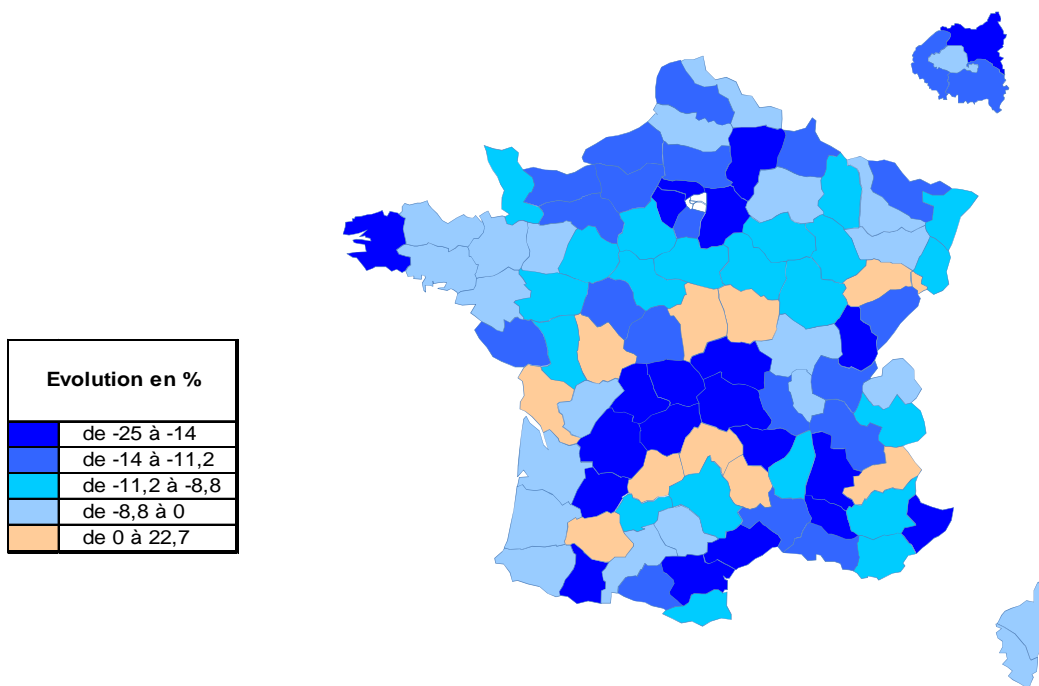 Evolution en %
de -25 à -14
de -14 à -11,2
de -11,2 à -8,8
de -8,8 à 0
de 0 à 22,7